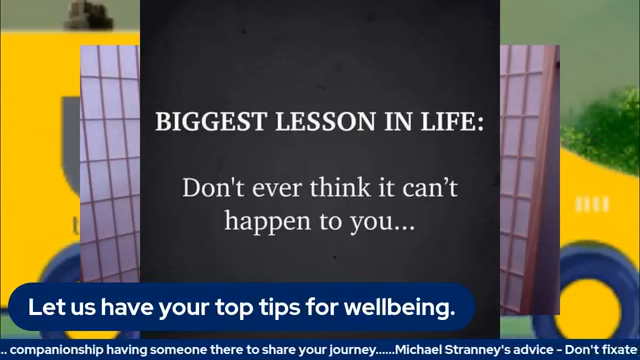 BIGGEST LESSON IN LIFE:
Don't ever think it can't
happen to you...
Let us have your top tips for wellbeing.
.. companionship having someone there to share your journey......Michael Stranney's advice - Don't fixate